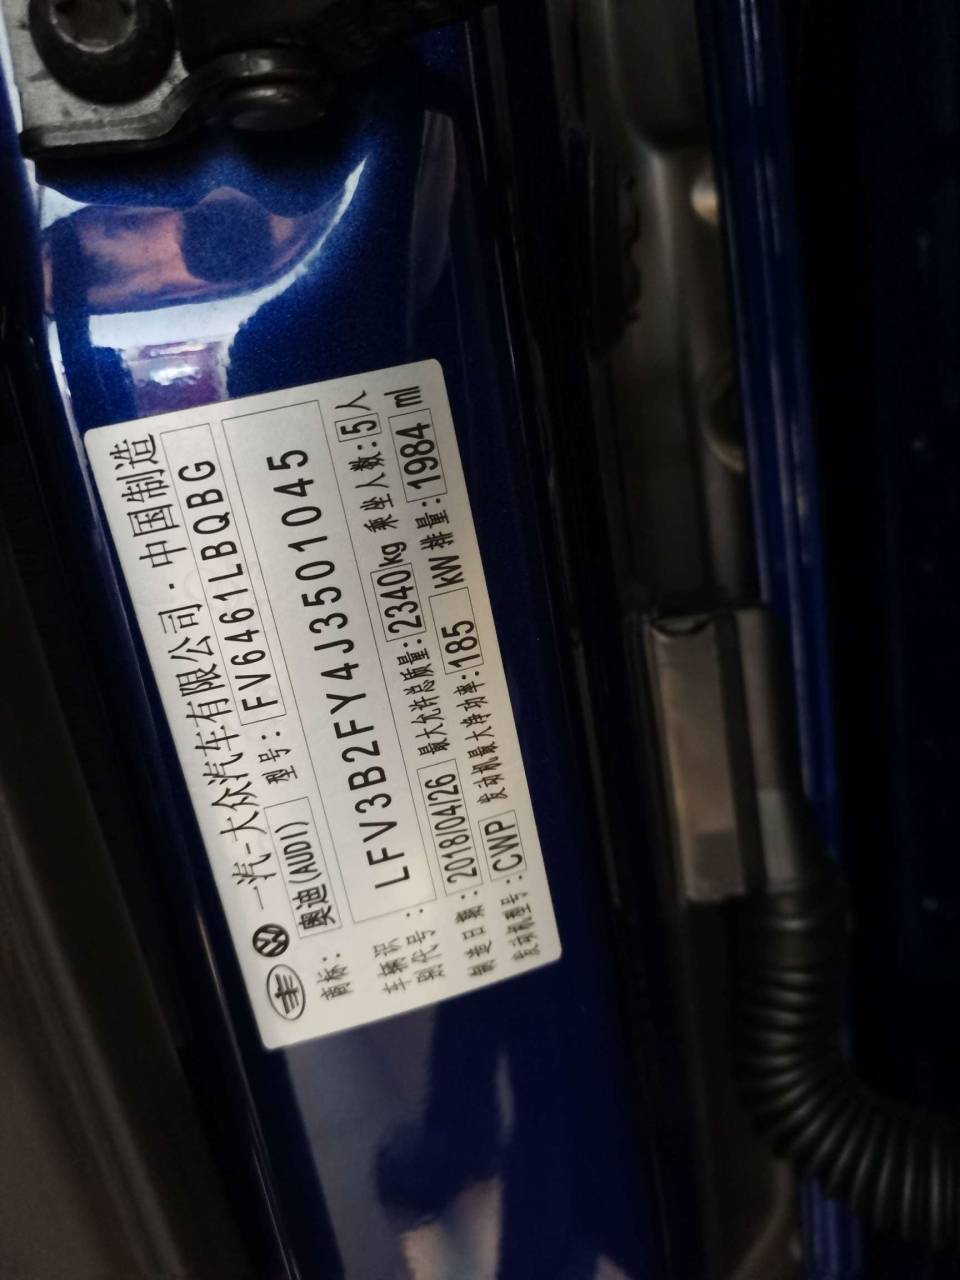 一汽-大众汽车有限公司·中国制造
商标: 奥迪(AUDI) 型号: FV6461LBQBG
车辆识别代号: LFV3B2FY4J3501045
制造日期: 2018/04/26 最大允许总质量: 2340kg 乘坐人数: 5人
发动机型号: CWP 发动机最大净功率: 185 kW 排量: 1984 ml